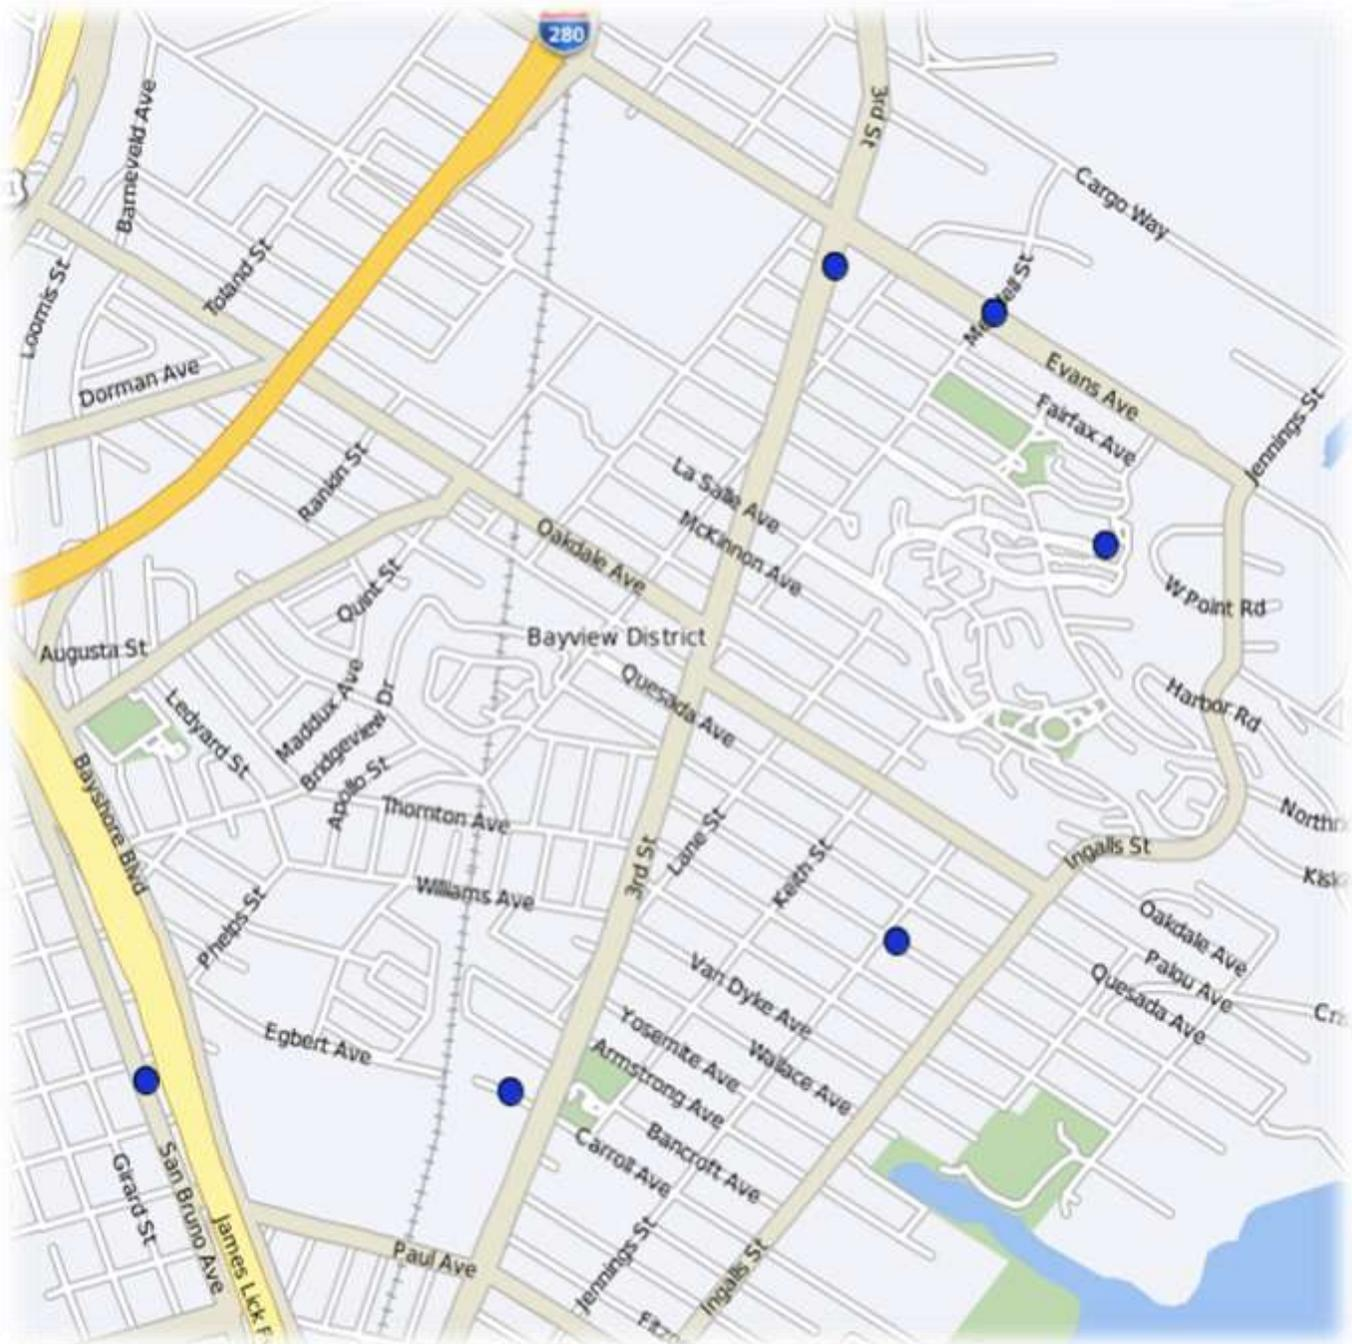 280
3rd St
Barneveld Ave
Cargo Way
Toland St
Loomis St
Evans Ave
Dorman Ave
Fairfax Ave
Jennings St
Rankin St
La Salle Ave
McKinnon Ave
Oakdale Ave
Quint St
W Point Rd
Augusta St
Bayview District
Quesada Ave
Maddux Ave
Bridgeview Dr
Ledyard St
Harbor Rd
Apollo St
Bayshore Blvd
Thornton Ave
Lane St
Keith St
3rd St
Ingalls St
Williams Ave
Phelps St
Oakdale Ave
Palou Ave
Quesada Ave
Van Dyke Ave
Yosemite Ave
Wallace Ave
Egbert Ave
Armstrong Ave
Bancroft Ave
Carroll Ave
Girard St
San Bruno Ave
James Lick F
Paul Ave
Jennings St
Ingalls St